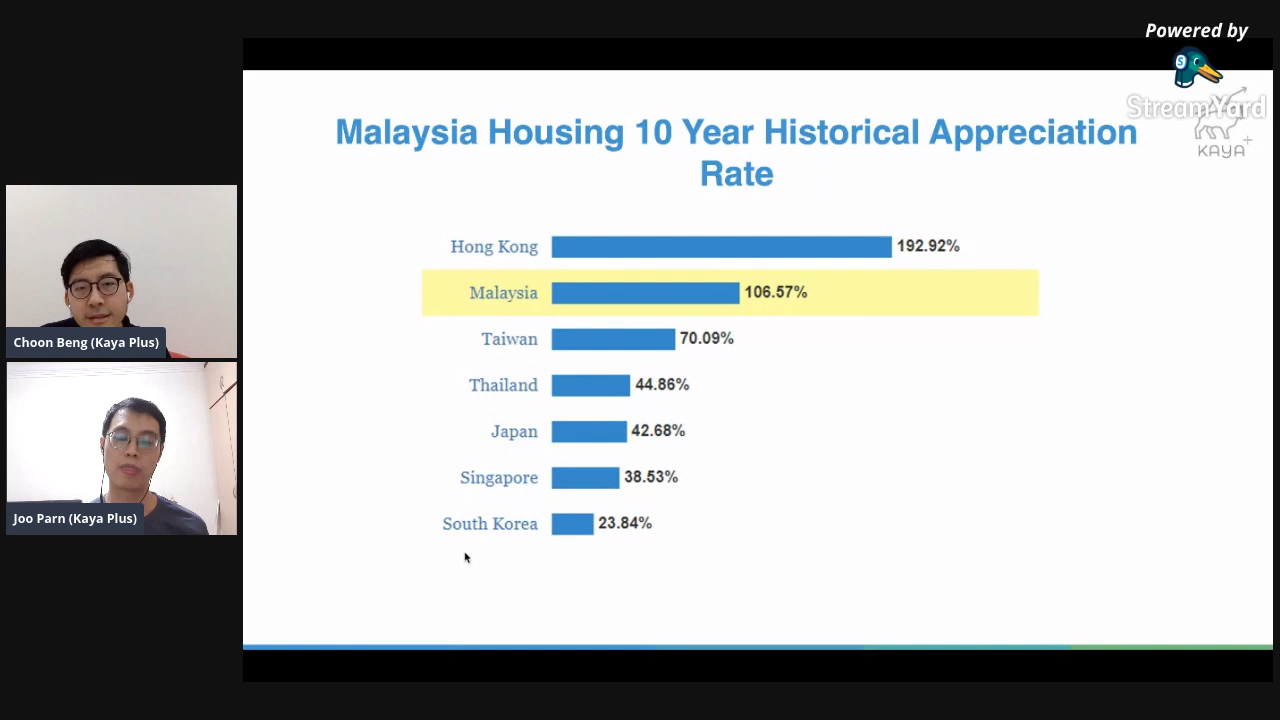 Powered by
StreamYard
KAYA+
Malaysia Housing 10 Year Historical Appreciation
Rate
Hong Kong 192.92%
Malaysia 106.57%
Taiwan 70.09%
Thailand 44.86%
Japan 42.68%
Singapore 38.53%
South Korea 23.84%
Choon Beng (Kaya Plus)
Joo Parn (Kaya Plus)